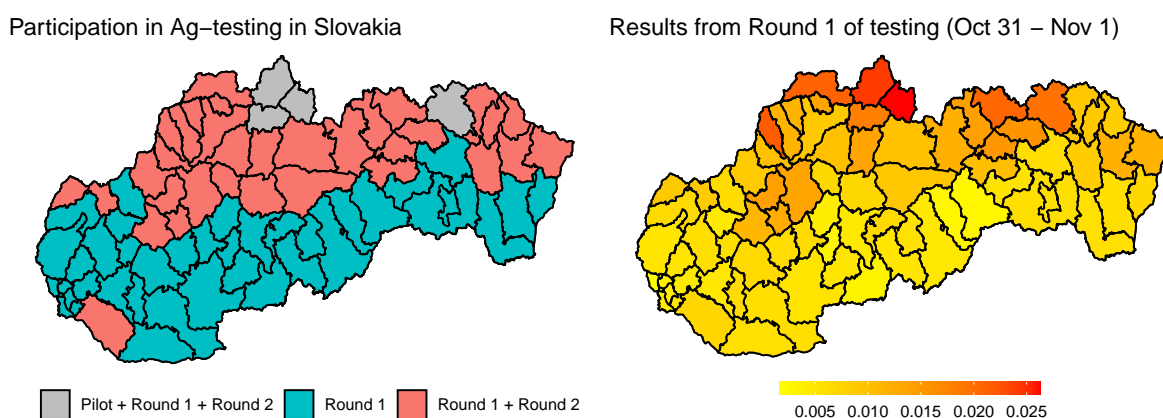 Participation in Ag−testing in Slovakia
Results from Round 1 of testing (Oct 31 − Nov 1)
Pilot + Round 1 + Round 2
Round 1
Round 1 + Round 2
0.005 0.010 0.015 0.020 0.025